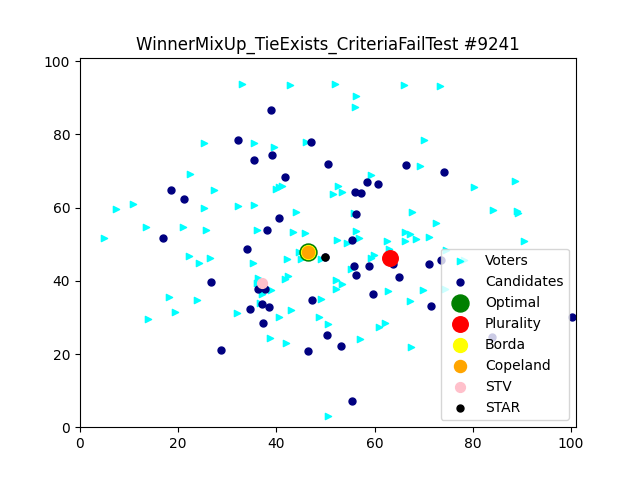 WinnerMixUp_TieExists_CriteriaFailTest #9241
100
80
60
40
20
0
0 20 40 60 80 100
Voters
Candidates
Optimal
Plurality
Borda
Copeland
STV
STAR